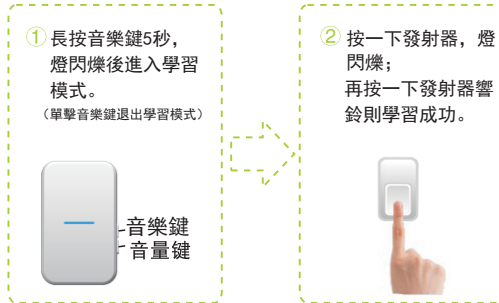 ① 長按音樂鍵5秒，
燈閃爍後進入學習
模式。
（單擊音樂鍵退出學習模式）
音樂鍵
音量鍵
② 按一下發射器，燈
閃爍；
再按一下發射器響
鈴則學習成功。